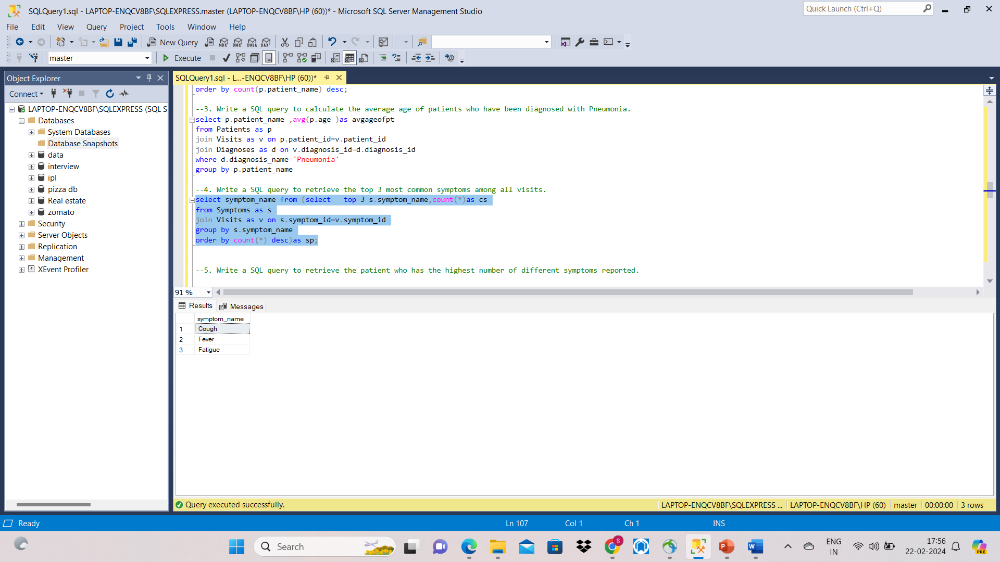 SQLQuery1.sql - LAPTOP-ENQCV8BF\SQLEXPRESS.master (LAPTOP-ENQCV8BF\HP (60))* - Microsoft SQL Server Management Studio
Quick Launch (Ctrl+Q)
File Edit View Query Project Tools Window Help
New Query MDX DMX XMLA DAX
master Execute
Object Explorer
SQLQuery1.sql - L...-ENQCV8BF\HP (60))*
Connect
LAPTOP-ENQCV8BF\SQLEXPRESS (SQL S
Databases
System Databases
Database Snapshots
data
interview
ipl
pizza db
Real estate
zomato
Security
Server Objects
Replication
Management
XEvent Profiler
order by count(p.patient_name) desc;
--3. Write a SQL query to calculate the average age of patients who have been diagnosed with Pneumonia.
select p.patient_name ,avg(p.age )as avgageofpt
from Patients as p
join Visits as v on p.patient_id=v.patient_id
join Diagnoses as d on v.diagnosis_id=d.diagnosis_id
where d.diagnosis_name='Pneumonia'
group by p.patient_name
--4. Write a SQL query to retrieve the top 3 most common symptoms among all visits.
select symptom_name from (select   top 3 s.symptom_name,count(*)as cs
from Symptoms as s
join Visits as v on s.symptom_id=v.symptom_id
group by s.symptom_name
order by count(*) desc)as sp;
--5. Write a SQL query to retrieve the patient who has the highest number of different symptoms reported.
91 %
Results Messages
symptom_name
1 Cough
2 Fever
3 Fatigue
Query executed successfully.
LAPTOP-ENQCV8BF\SQLEXPRESS ... LAPTOP-ENQCV8BF\HP (60) master 00:00:00 3 rows
Ready Ln 107 Col 1 Ch 1 INS
Search
S
P
W
ENG
IN
17:56
22-02-2024
PRE